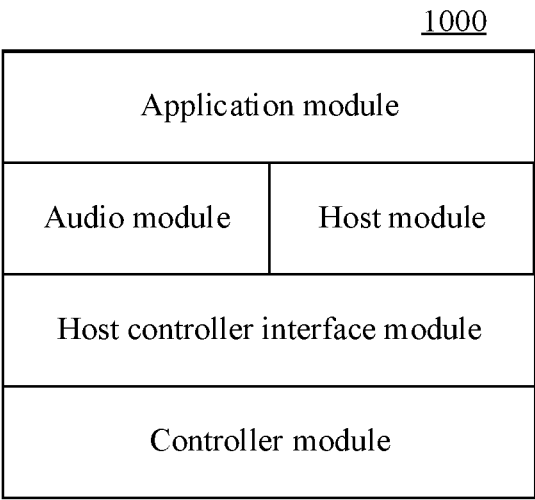 1000
Application module
Audio module
Host module
Host controller interface module
Controller module